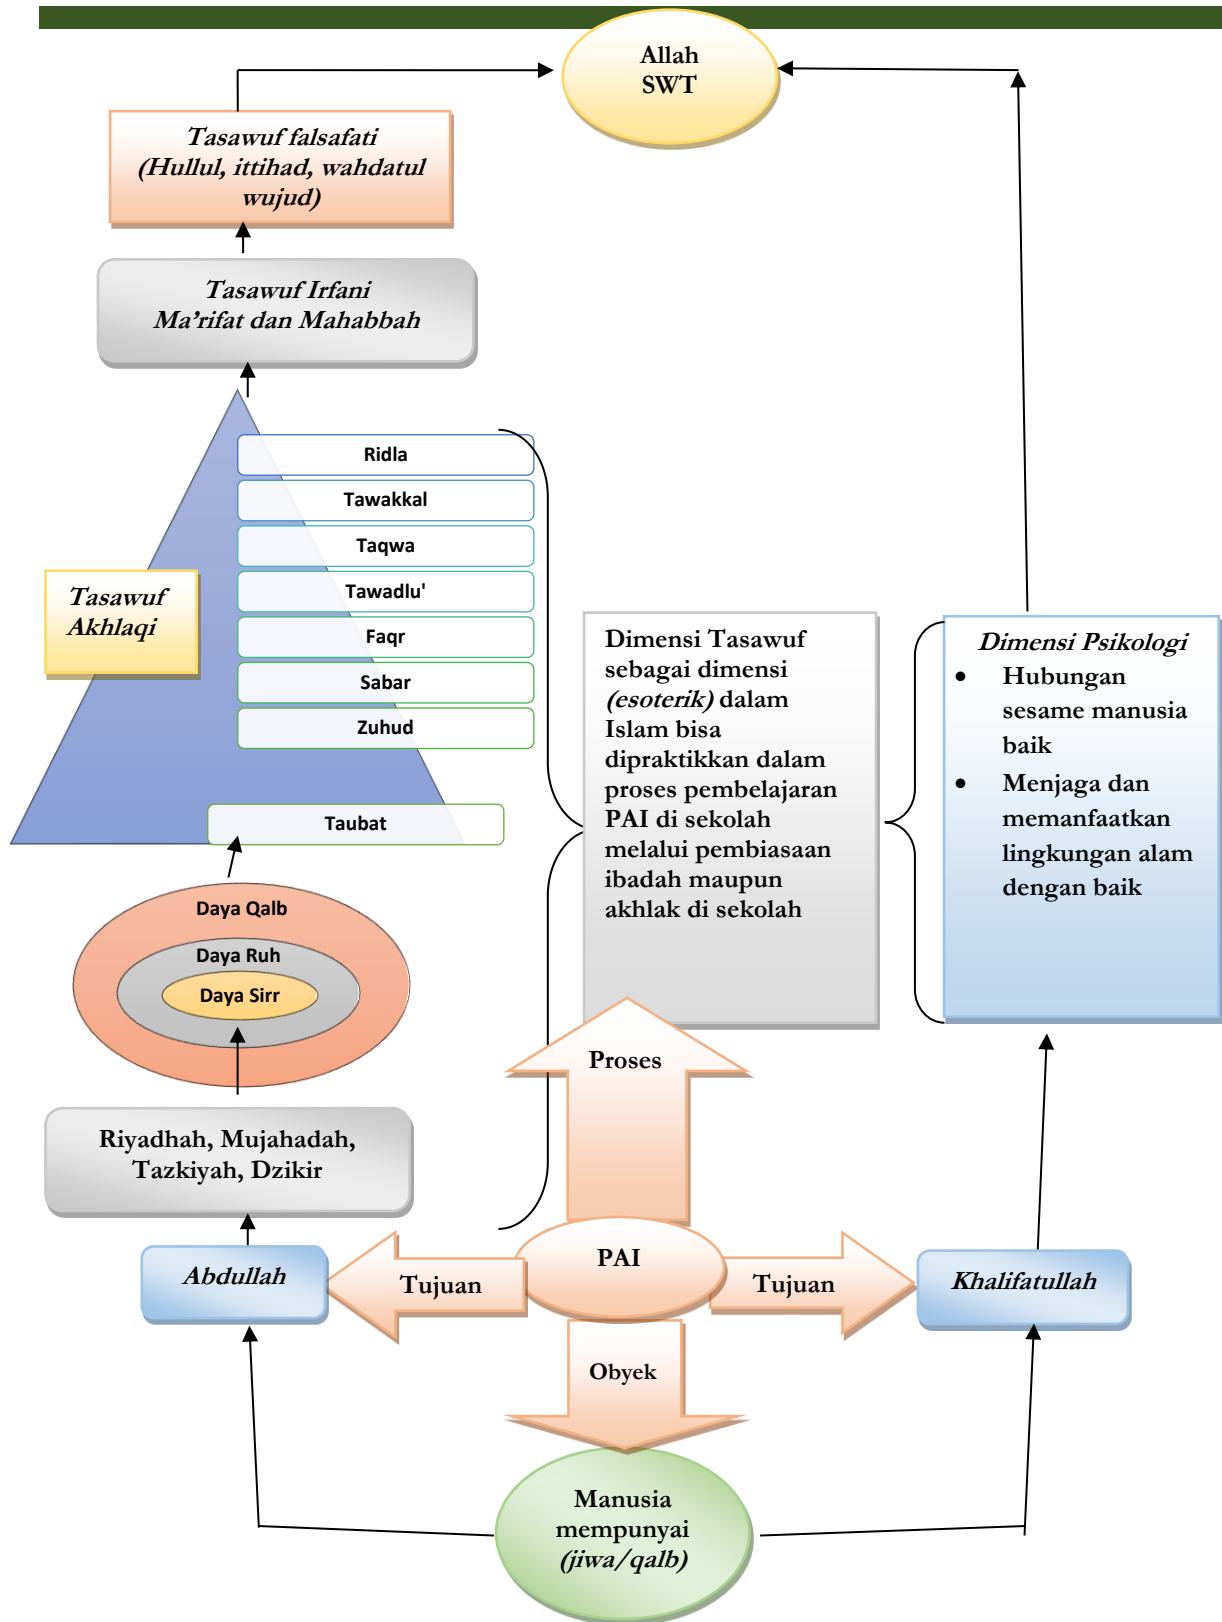 Allah
SWT
Tasawuf falsafati
(Hullul, ittihad, wahdatul
wujud)
Tasawuf Irfani
Ma'rifat dan Mahabbah
Ridla
Tawakkal
Taqwa
Tawadlu'
Faqr
Sabar
Zuhud
Taubat
Tasawuf
Akhlaqi
Dimensi Tasawuf
sebagai dimensi
(esoterik) dalam
Islam bisa
dipraktikkan dalam
proses pembelajaran
PAI di sekolah
melalui pembiasaan
ibadah maupun
akhlak di sekolah
Dimensi Psikologi
• Hubungan
sesame manusia
baik
• Menjaga dan
memanfaatkan
lingkungan alam
dengan baik
Daya Qalb
Daya Ruh
Daya Sirr
Proses
Riyadhah, Mujahadah,
Tazkiyah, Dzikir
Abdullah
Tujuan
PAI
Tujuan
Khalifatullah
Obyek
Manusia
mempunyai
(jiwa/qalb)